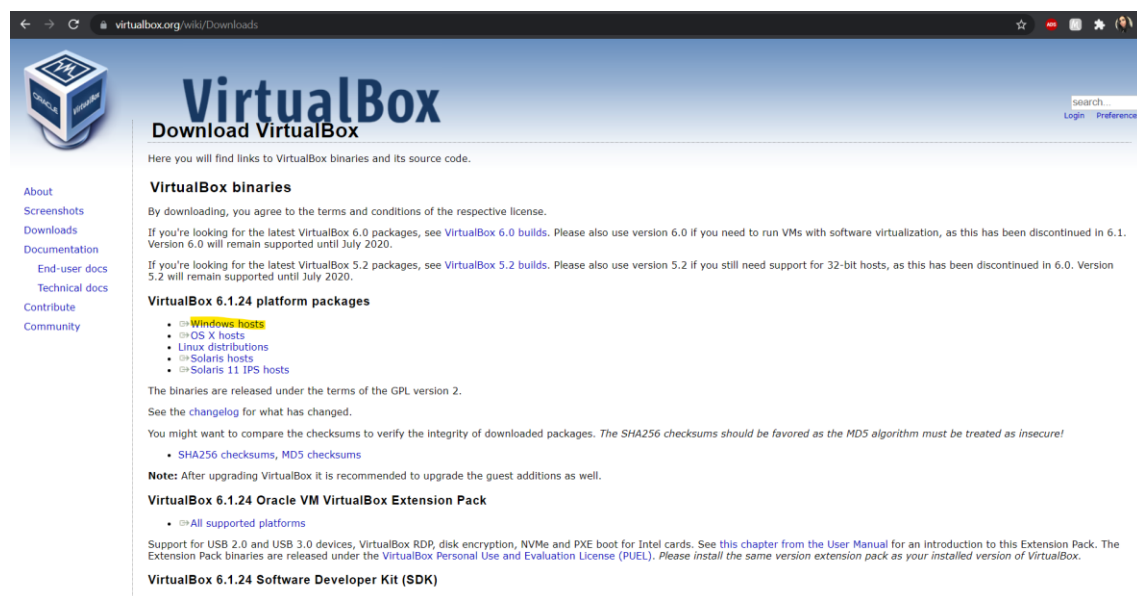 virtualbox.org/wiki/Downloads
ORACLE
VirtualBox
VirtualBox
search...
Login Preference
Download VirtualBox
Here you will find links to VirtualBox binaries and its source code.
About
Screenshots
Downloads
Documentation
End-user docs
Technical docs
Contribute
Community
VirtualBox binaries
By downloading, you agree to the terms and conditions of the respective license.
If you're looking for the latest VirtualBox 6.0 packages, see VirtualBox 6.0 builds. Please also use version 6.0 if you need to run VMs with software virtualization, as this has been discontinued in 6.1.
Version 6.0 will remain supported until July 2020.
If you're looking for the latest VirtualBox 5.2 packages, see VirtualBox 5.2 builds. Please also use version 5.2 if you still need support for 32-bit hosts, as this has been discontinued in 6.0. Version
5.2 will remain supported until July 2020.
VirtualBox 6.1.24 platform packages
• Windows hosts
• OS X hosts
• Linux distributions
• Solaris hosts
• Solaris 11 IPS hosts
The binaries are released under the terms of the GPL version 2.
See the changelog for what has changed.
You might want to compare the checksums to verify the integrity of downloaded packages. The SHA256 checksums should be favored as the MD5 algorithm must be treated as insecure!
• SHA256 checksums, MD5 checksums
Note: After upgrading VirtualBox it is recommended to upgrade the guest additions as well.
VirtualBox 6.1.24 Oracle VM VirtualBox Extension Pack
• All supported platforms
Support for USB 2.0 and USB 3.0 devices, VirtualBox RDP, disk encryption, NVMe and PXE boot for Intel cards. See this chapter from the User Manual for an introduction to this Extension Pack. The
Extension Pack binaries are released under the VirtualBox Personal Use and Evaluation License (PUEL). Please install the same version extension pack as your installed version of VirtualBox.
VirtualBox 6.1.24 Software Developer Kit (SDK)